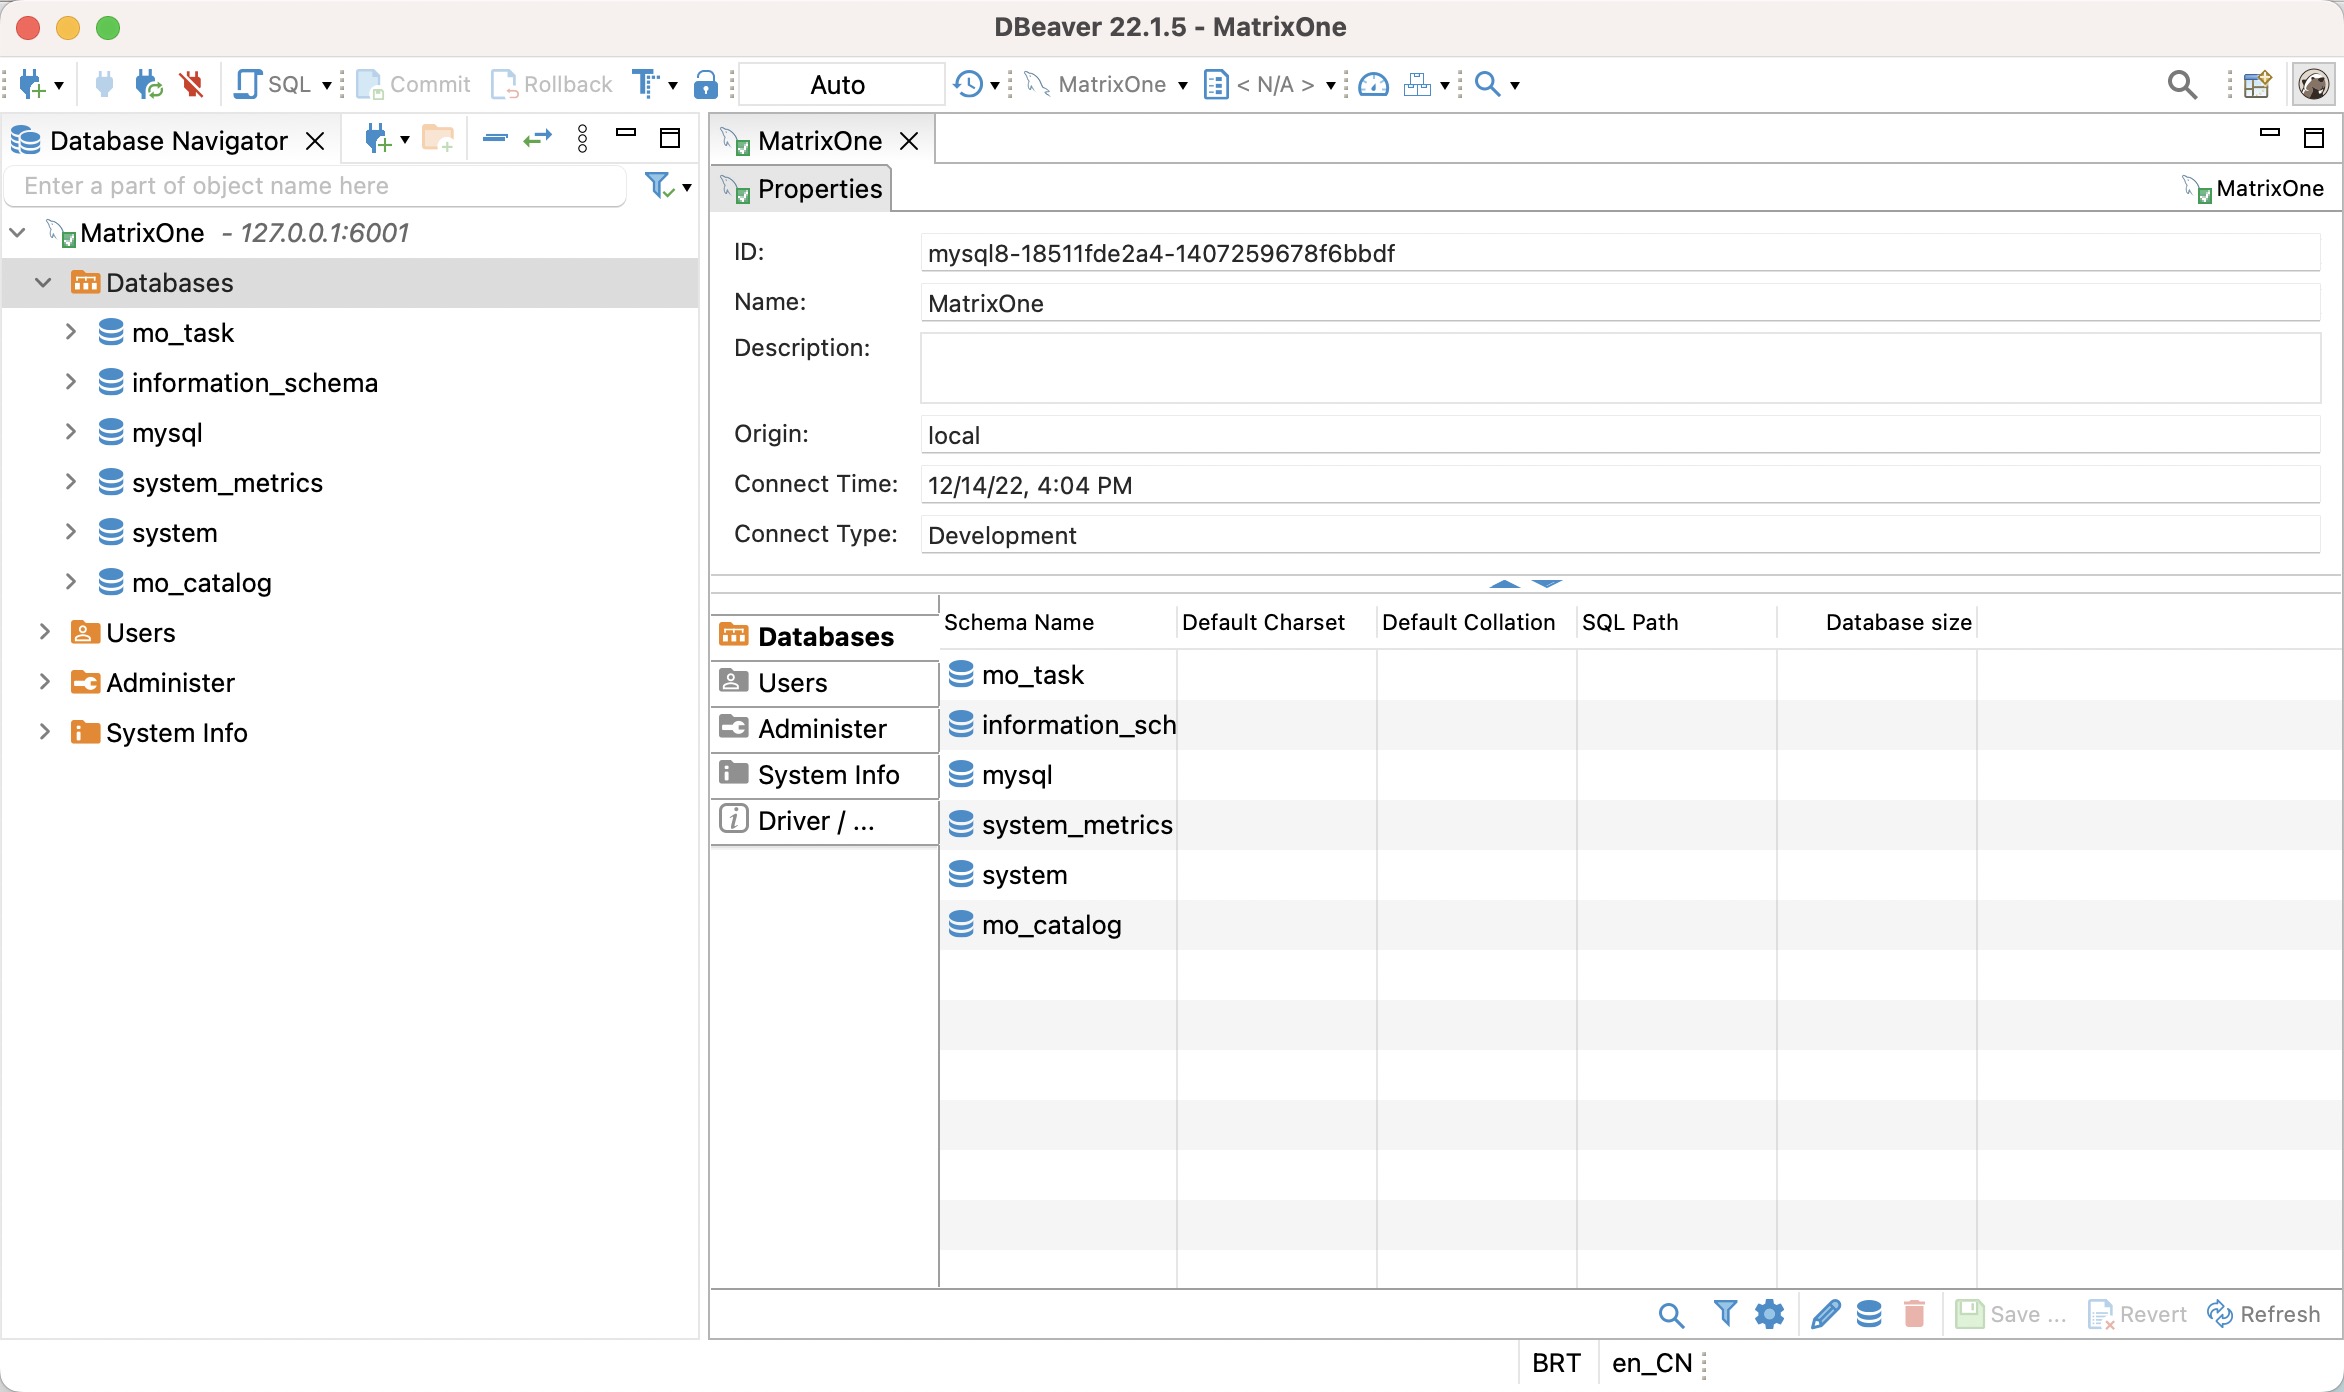 DBeaver 22.1.5 - MatrixOne
SQL Commit Rollback Auto MatrixOne < N/A >
Database Navigator
Enter a part of object name here
MatrixOne - 127.0.0.1:6001
Databases
mo_task
information_schema
mysql
system_metrics
system
mo_catalog
Users
Administer
System Info
MatrixOne
Properties
MatrixOne
ID: mysql8-18511fde2a4-1407259678f6bbdf
Name: MatrixOne
Description:
Origin: local
Connect Time: 12/14/22, 4:04 PM
Connect Type: Development
Databases
Users
Administer
System Info
Driver / ...
Schema Name Default Charset Default Collation SQL Path Database size
mo_task
information_sch
mysql
system_metrics
system
mo_catalog
Save ... Revert Refresh
BRT en_CN